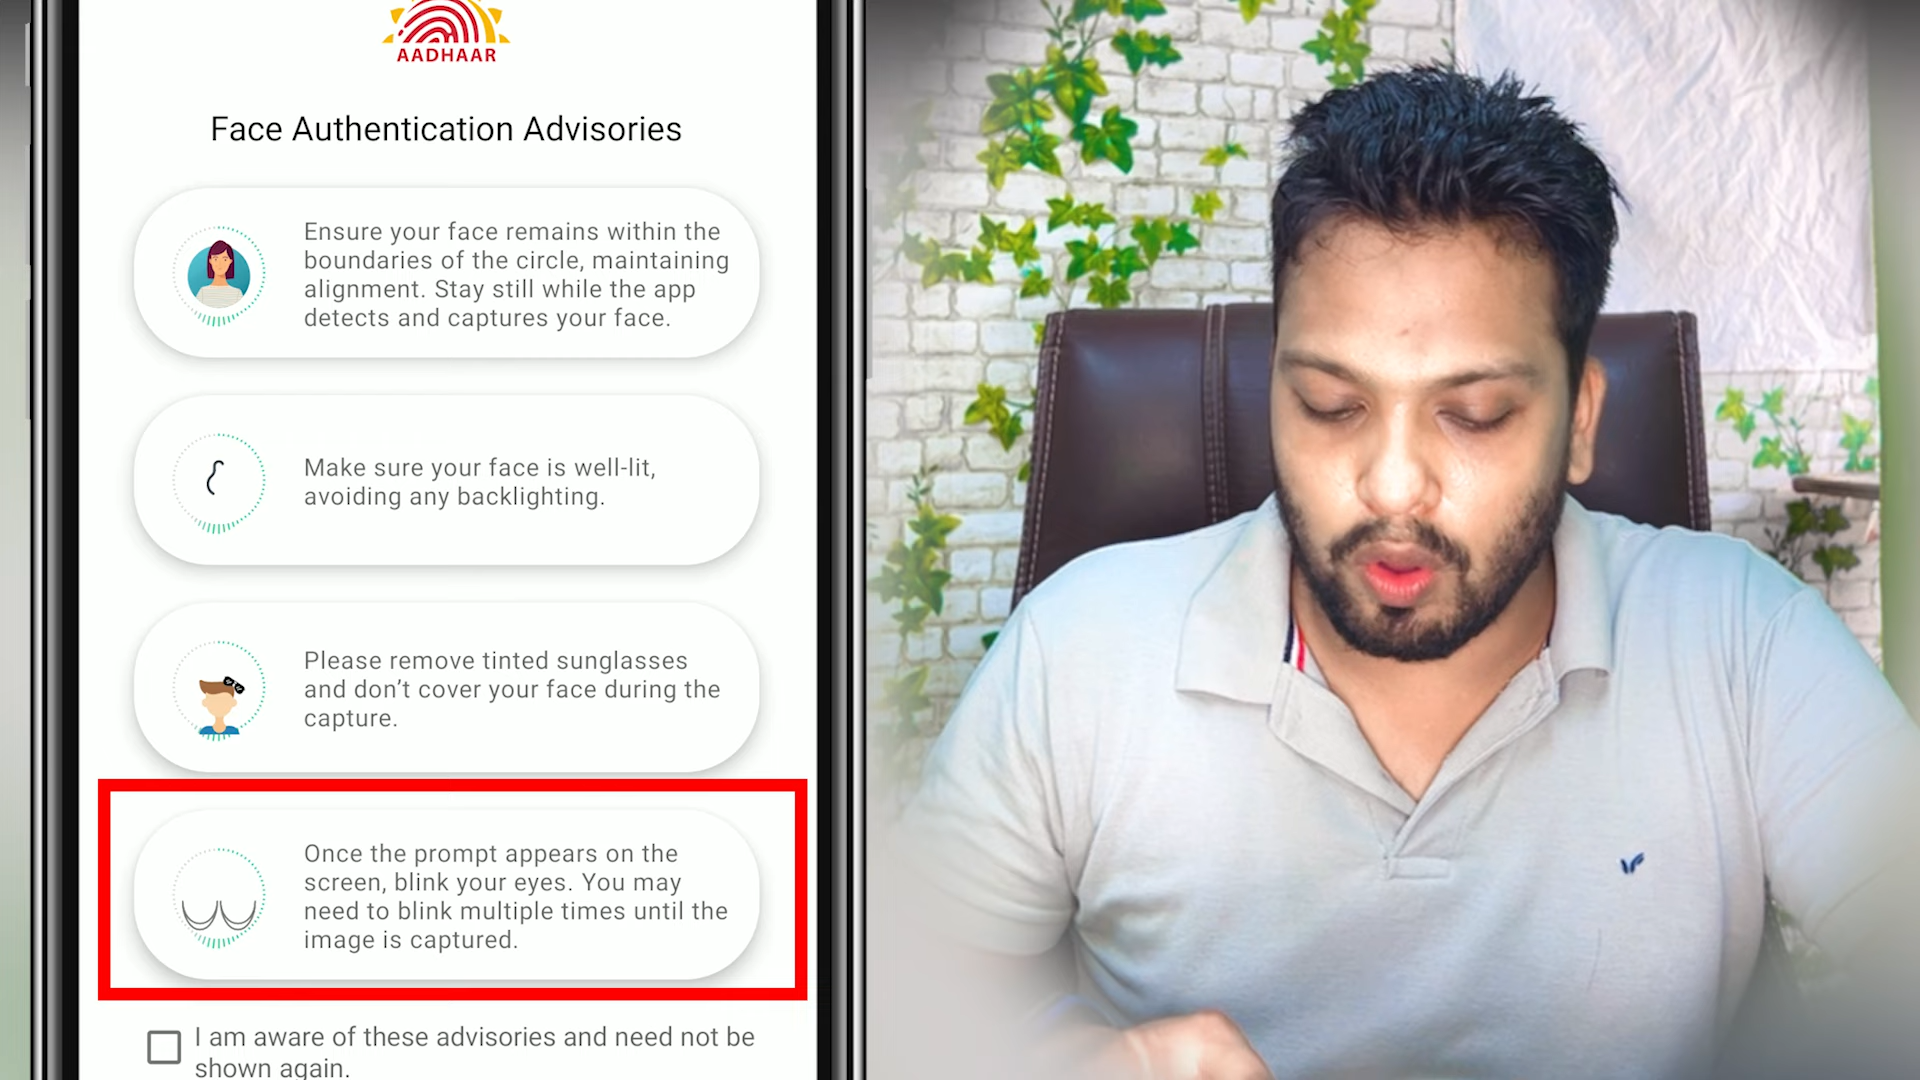 AADHAAR
Face Authentication Advisories
Ensure your face remains within the
boundaries of the circle, maintaining
alignment. Stay still while the app
detects and captures your face.
Make sure your face is well-lit,
avoiding any backlighting.
Please remove tinted sunglasses
and don’t cover your face during the
capture.
Once the prompt appears on the
screen, blink your eyes. You may
need to blink multiple times until the
image is captured.
I am aware of these advisories and need not be
shown again.